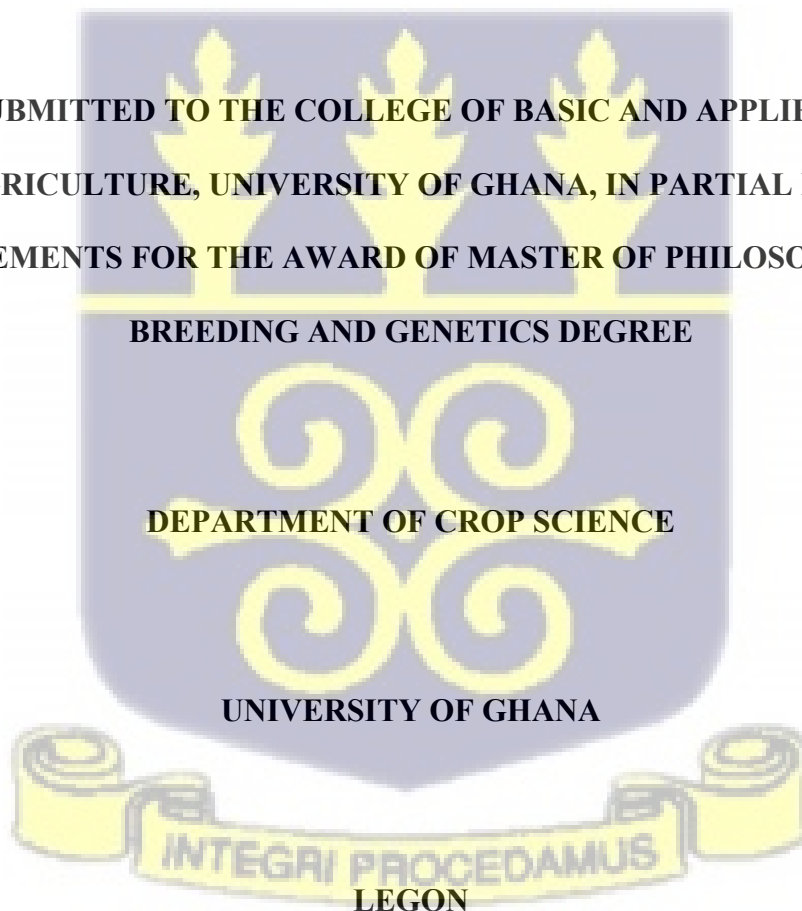 UBMITTED TO THE COLLEGE OF BASIC AND APPLIE
RICULTURE, UNIVERSITY OF GHANA, IN PARTIAL
EMENTS FOR THE AWARD OF MASTER OF PHILOSO
BREEDING AND GENETICS DEGREE
DEPARTMENT OF CROP SCIENCE
UNIVERSITY OF GHANA
INTEGRI PROCEDAMUS
LEGON